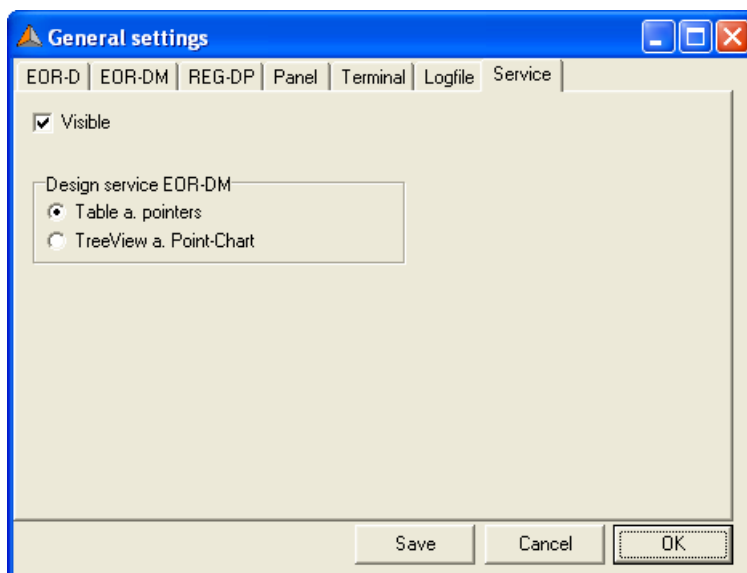 General settings
EOR-D EOR-DM REG-DP Panel Terminal Logfile Service
Visible
Design service EOR-DM
Table a. pointers
TreeView a. Point-Chart
Save Cancel OK